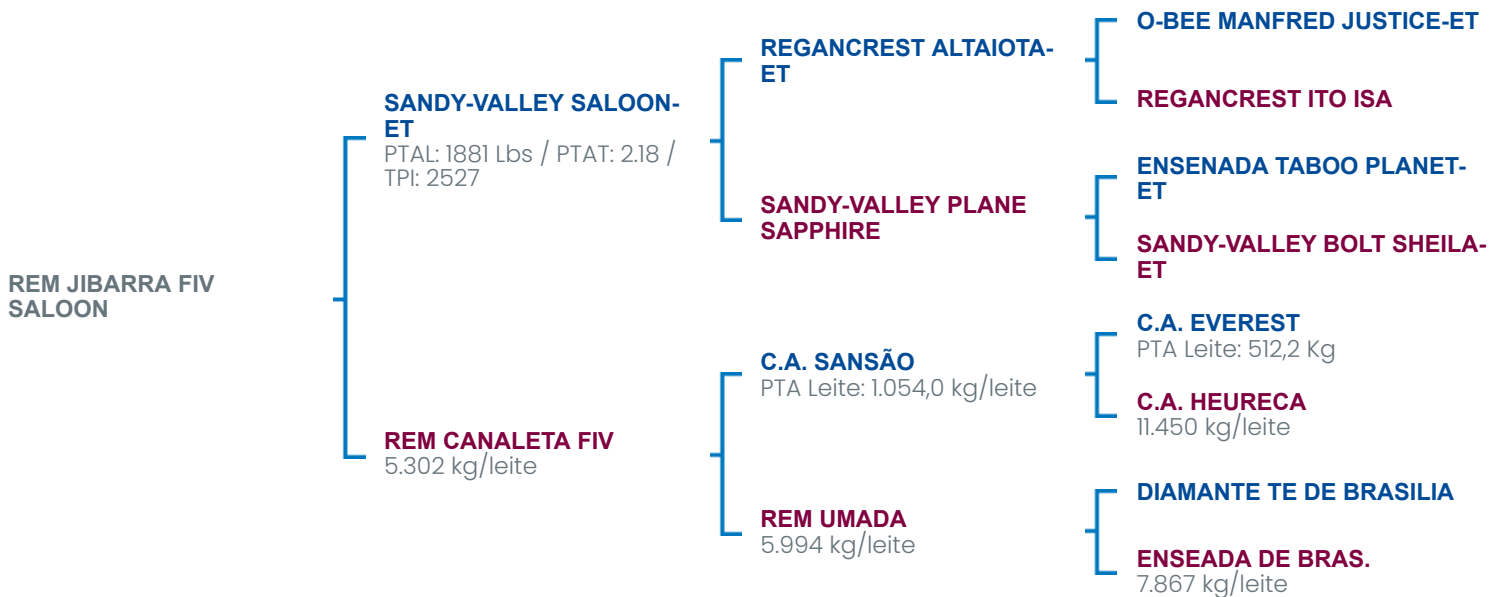 REM JIBARRA FIV
SALOON
SANDY-VALLEY SALOON-
ET
PTAL: 1881 Lbs / PTAT: 2.18 /
TPI: 2527
REM CANALETA FIV
5.302 kg/leite
REGANCREST ALTAIOTA-
ET
SANDY-VALLEY PLANE
SAPPHIRE
C.A. SANSÃO
PTA Leite: 1.054,0 kg/leite
REM UMADA
5.994 kg/leite
O-BEE MANFRED JUSTICE-ET
REGANCREST ITO ISA
ENSENADA TABOO PLANET-
ET
SANDY-VALLEY BOLT SHEILA-
ET
C.A. EVEREST
PTA Leite: 512,2 Kg
C.A. HEURECA
11.450 kg/leite
DIAMANTE TE DE BRASILIA
ENSEADA DE BRAS.
7.867 kg/leite